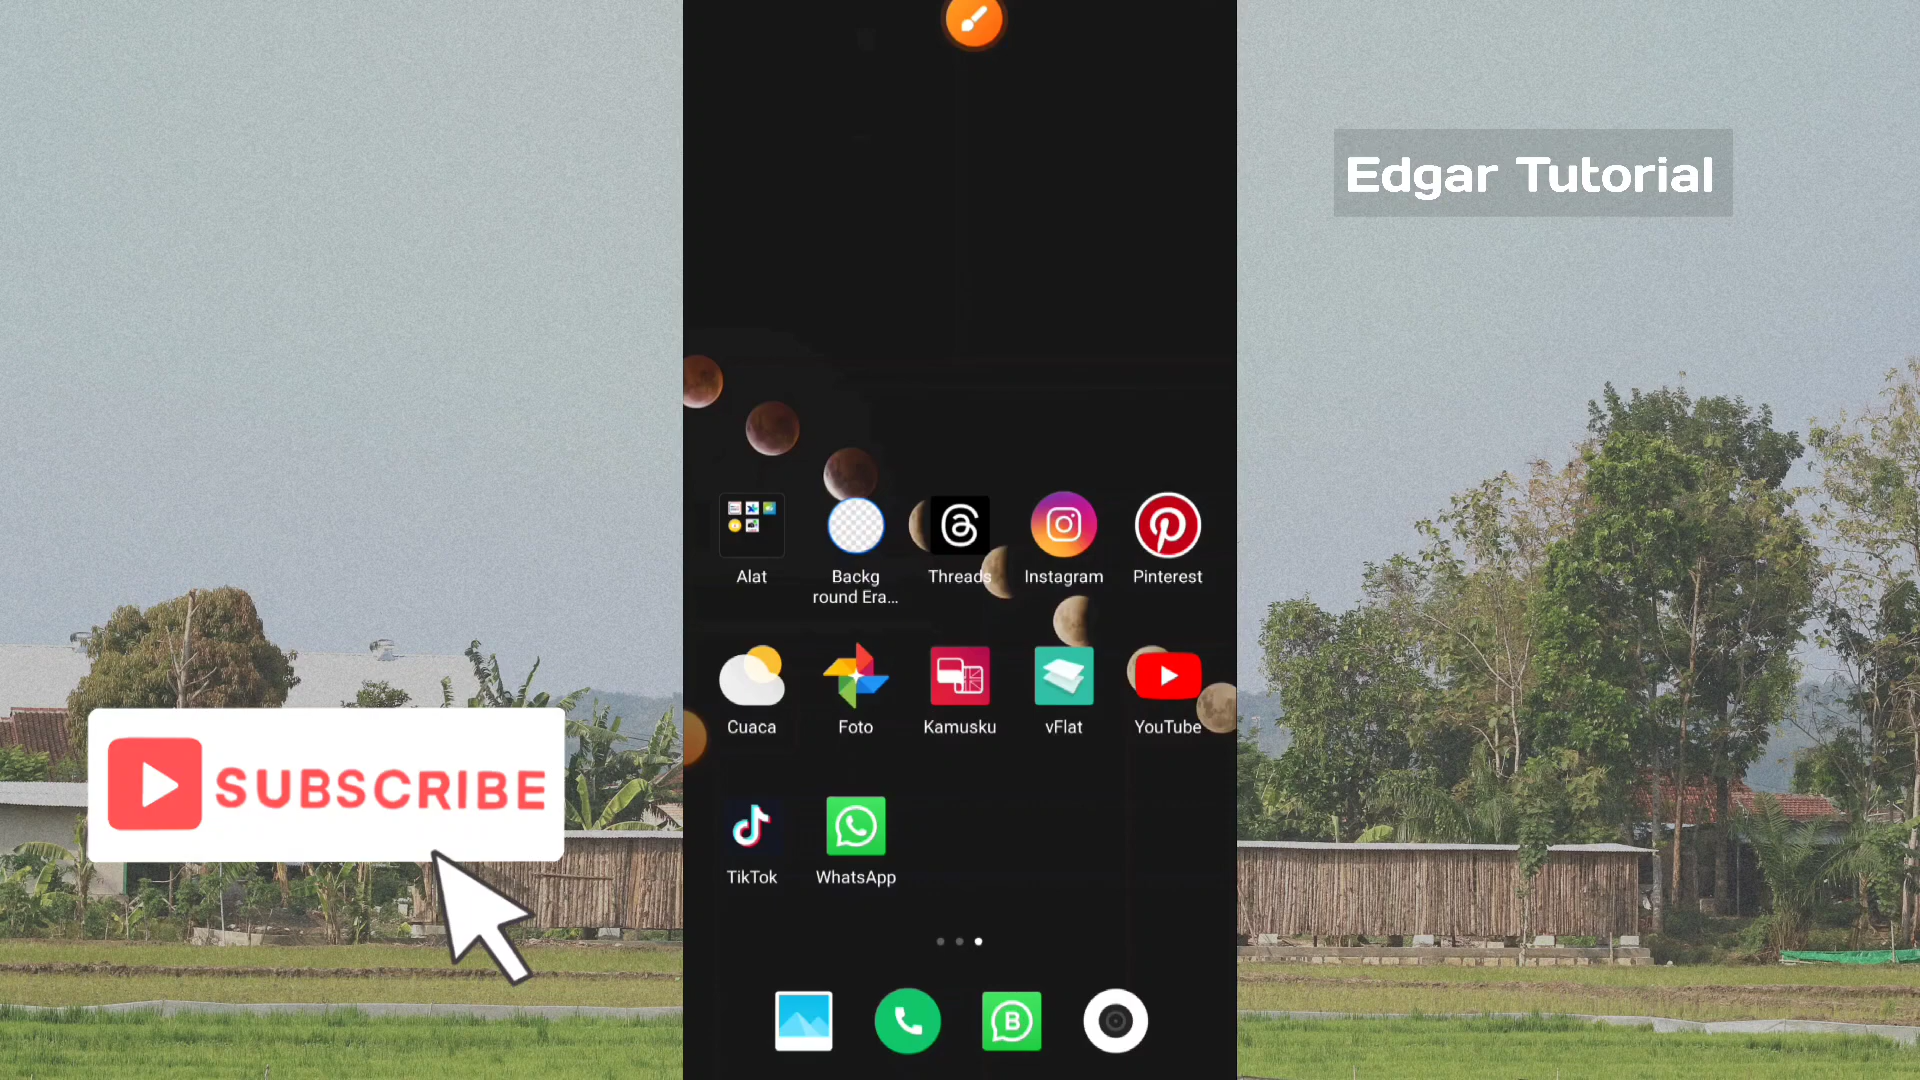 Edgar Tutorial
Alat
Backg
round Era...
Threads
Instagram
Pinterest
Cuaca
Foto
Kamusku
vFlat
YouTube
TikTok
WhatsApp
SUBSCRIBE
B